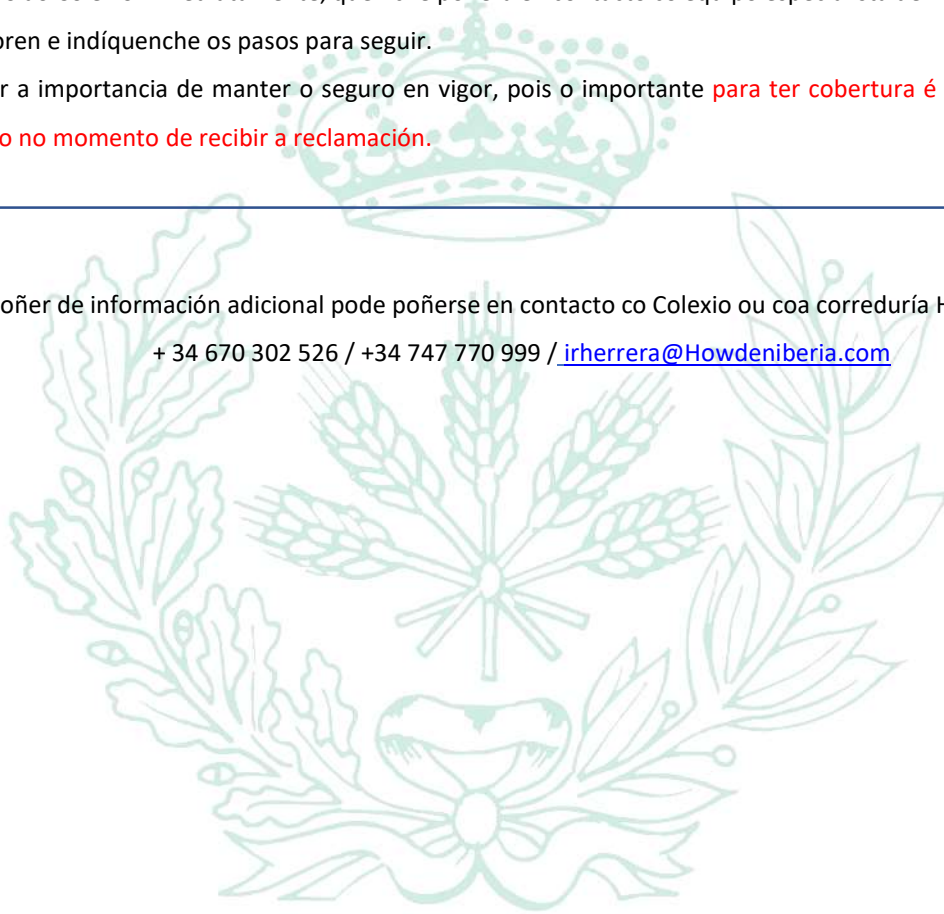 oren e indíquenche os pasos para seguir.
r a importancia de manter o seguro en vigor, pois o importante para ter cobertura é
o no momento de recibir a reclamación.
oñer de información adicional pode poñerse en contacto co Colexio ou coa correduría H
+ 34 670 302 526 / +34 747 770 999 / irherrera@Howdeniberia.com